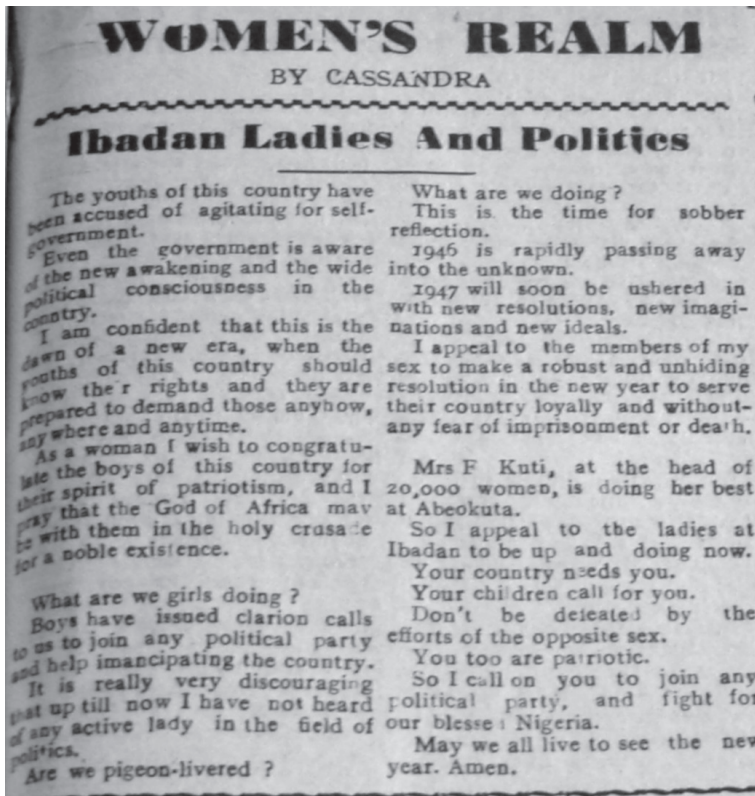 WOMEN'S REALM
BY CASSANDRA
Ibadan Ladies And Politics
The youths of this country have
been accused of agitating for self-
government.
Even the government is aware
of the new awakening and the wide
political consciousness in the
country.
I am confident that this is the
dawn of a new era, when the
youths of this country should
know the'r rights and they are
prepared to demand those anyhow,
any where and anytime.
As a woman I wish to congratu-
late the boys of this country for
their spirit of patriotism, and I
pray that the God of Africa may
be with them in the holy crusade
for a noble existence.
What are we girls doing ?
Boys have issued clarion calls
to us to join any political party
and help imancipating the country.
It is really very discouraging
that up till now I have not heard
of any active lady in the field of
politics.
Are we pigeon-livered ?
What are we doing ?
This is the time for sobber
reflection.
1946 is rapidly passing away
into the unknown.
1947 will soon be ushered in
with new resolutions, new imagi-
nations and new ideals.
I appeal to the members of my
sex to make a robust and unhiding
resolution in the new year to serve
their country loyally and without-
any fear of imprisonment or death.
Mrs F Kuti, at the head of
20,000 women, is doing her best
at Abeokuta.
So I appeal to the ladies at
Ibadan to be up and doing now.
Your country needs you.
Your children call for you.
Don't be defeated by the
efforts of the opposite sex.
You too are patriotic.
So I call on you to join any
political party, and fight for
our blessed Nigeria.
May we all live to see the new
year. Amen.